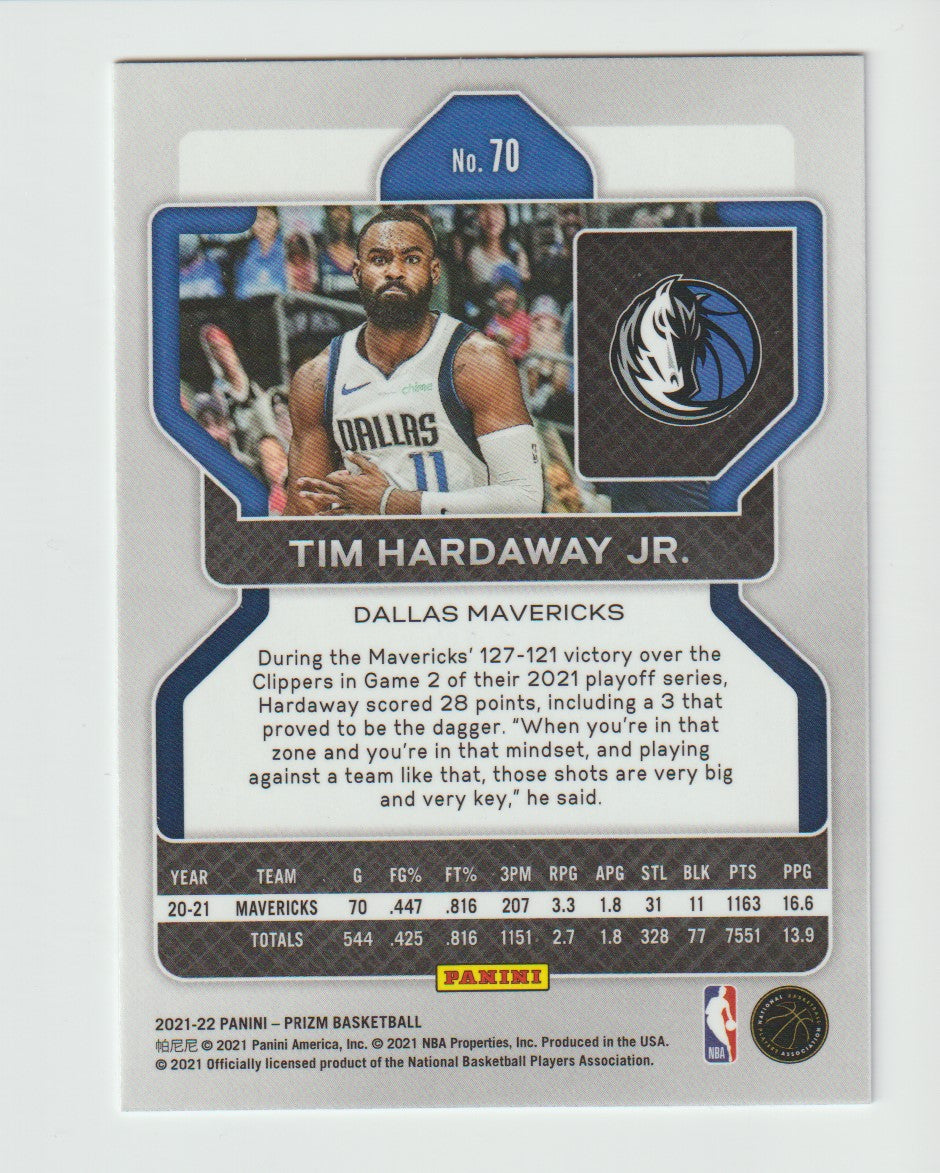 No. 70
chime
DALLAS
11
TIM HARDAWAY JR.
DALLAS MAVERICKS
During the Mavericks' 127-121 victory over the
Clippers in Game 2 of their 2021 playoff series,
Hardaway scored 28 points, including a 3 that
proved to be the dagger. "When you're in that
zone and you're in that mindset, and playing
against a team like that, those shots are very big
and very key," he said.
YEAR TEAM G FG% FT% 3PM RPG APG STL BLK PTS PPG
20-21 MAVERICKS 70 .447 .816 207 3.3 1.8 31 11 1163 16.6
TOTALS 544 .425 .816 1151 2.7 1.8 328 77 7551 13.9
PANINI
2021-22 PANINI – PRIZM BASKETBALL
帕尼尼 © 2021 Panini America, Inc. © 2021 NBA Properties, Inc. Produced in the USA.
© 2021 Officially licensed product of the National Basketball Players Association.
NBA
NATIONAL BASKETBALL
PLAYERS ASSOCIATION